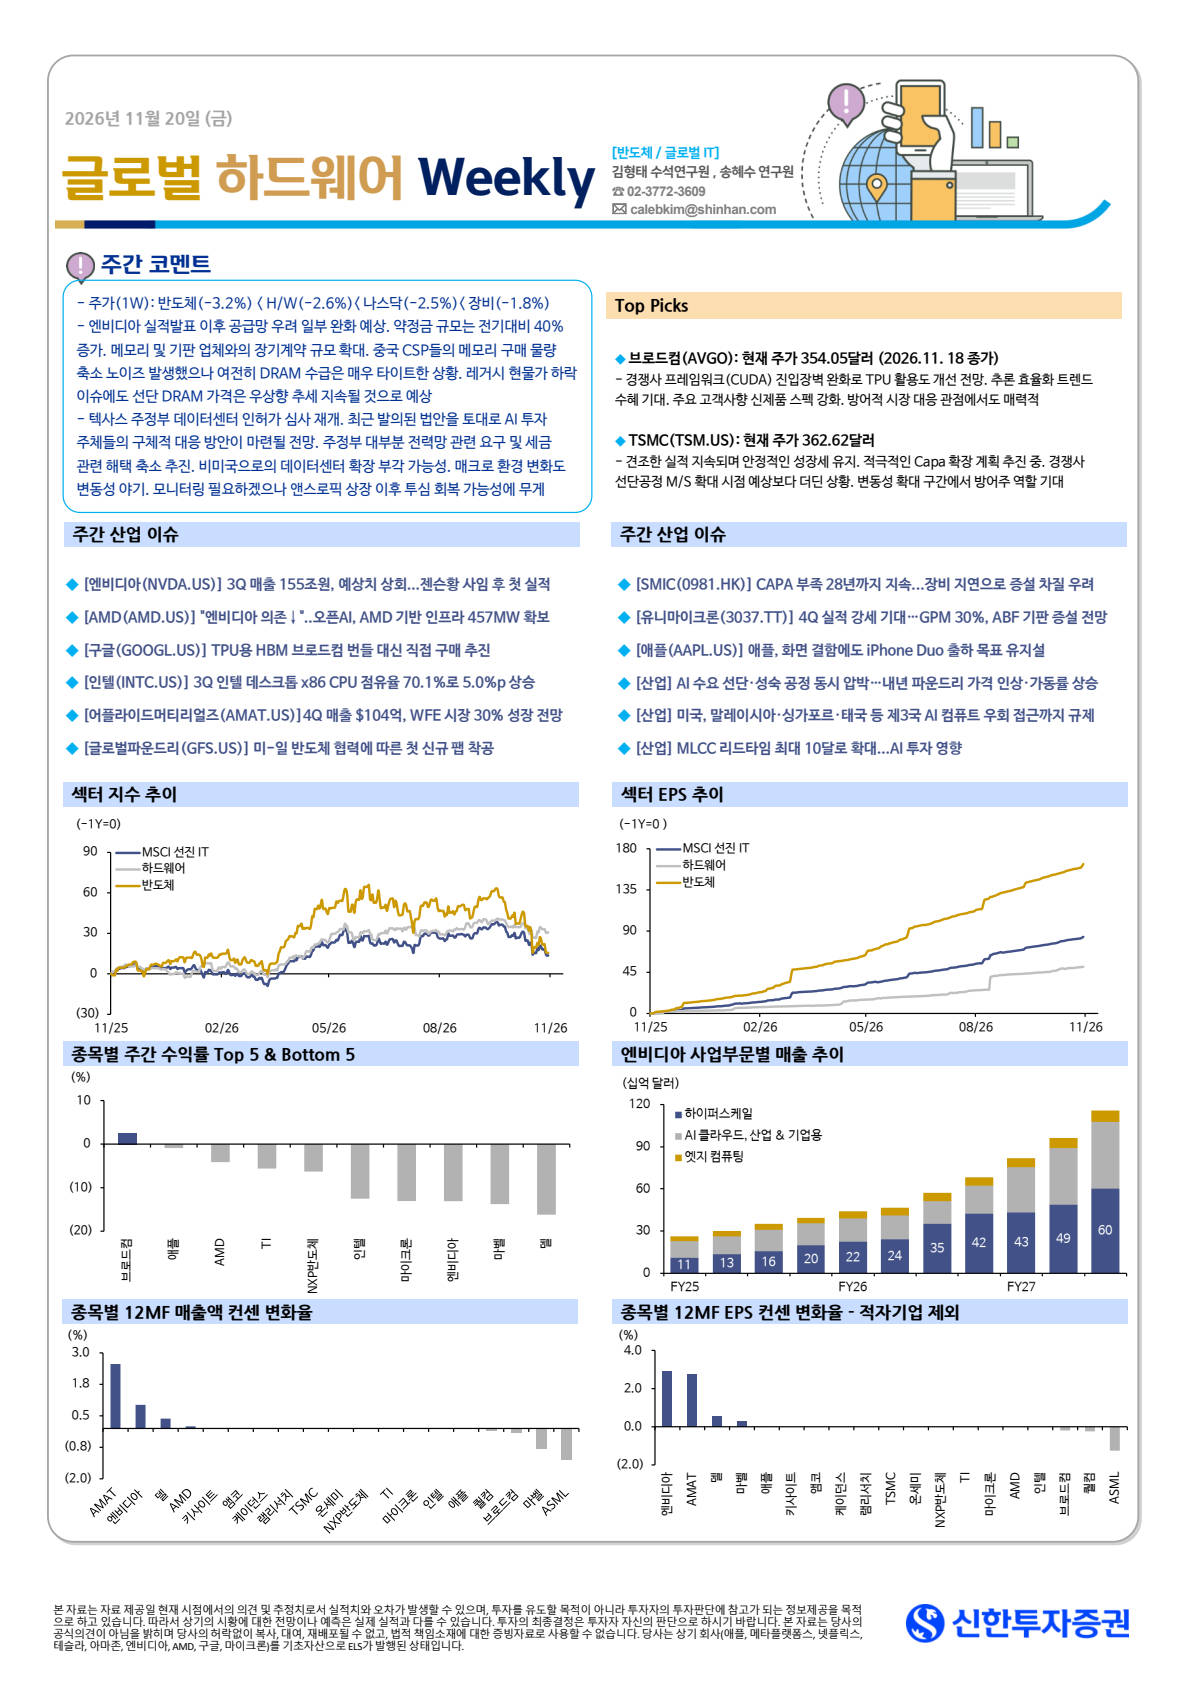 2026년 11월 20일 (금)
글로벌 하드웨어 Weekly
[반도체 / 글로벌 IT]
김형태 수석연구원 , 송혜수 연구원
☎ 02-3772-3609
✉ calebkim@shinhan.com
주간 코멘트
- 주가(1W): 반도체(-3.2%) < H/W(-2.6%)< 나스닥(-2.5%)< 장비(-1.8%)
- 엔비디아 실적발표 이후 공급망 우려 일부 완화 예상. 약정금 규모는 전기대비 40%
증가. 메모리 및 기판 업체와의 장기계약 규모 확대. 중국 CSP들의 메모리 구매 물량
축소 노이즈 발생했으나 여전히 DRAM 수급은 매우 타이트한 상황. 레거시 현물가 하락
이슈에도 선단 DRAM 가격은 우상향 추세 지속될 것으로 예상
- 텍사스 주정부 데이터센터 인허가 심사 재개. 최근 발의된 법안을 토대로 AI 투자
주체들의 구체적 대응 방안이 마련될 전망. 주정부 대부분 전력망 관련 요구 및 세금
관련 해택 축소 추진. 비미국으로의 데이터센터 확장 부각 가능성. 매크로 환경 변화도
변동성 야기. 모니터링 필요하겠으나 앤스로픽 상장 이후 투심 회복 가능성에 무게
Top Picks
◆ 브로드컴(AVGO): 현재 주가 354.05달러 (2026.11. 18 종가)
- 경쟁사 프레임워크(CUDA) 진입장벽 완화로 TPU 활용도 개선 전망. 추론 효율화 트렌드
수혜 기대. 주요 고객사향 신제품 스펙 강화. 방어적 시장 대응 관점에서도 매력적
◆ TSMC(TSM.US): 현재 주가 362.62달러
- 견조한 실적 지속되며 안정적인 성장세 유지. 적극적인 Capa 확장 계획 추진 중. 경쟁사
선단공정 M/S 확대 시점 예상보다 더딘 상황. 변동성 확대 구간에서 방어주 역할 기대
주간 산업 이슈
◆ [엔비디아(NVDA.US)] 3Q 매출 155조원, 예상치 상회...젠슨황 사임 후 첫 실적
◆ [AMD(AMD.US)] "엔비디아 의존↓"..오픈AI, AMD 기반 인프라 457MW 확보
◆ [구글(GOOGL.US)] TPU용 HBM 브로드컴 번들 대신 직접 구매 추진
◆ [인텔(INTC.US)] 3Q 인텔 데스크톱 x86 CPU 점유율 70.1%로 5.0%p 상승
◆ [어플라이드머티리얼즈(AMAT.US)]4Q 매출 $104억, WFE 시장 30% 성장 전망
◆ [글로벌파운드리(GFS.US)] 미-일 반도체 협력에 따른 첫 신규 팹 착공
주간 산업 이슈
◆ [SMIC(0981.HK)] CAPA 부족 28년까지 지속...장비 지연으로 증설 차질 우려
◆ [유니마이크론(3037.TT)] 4Q 실적 강세 기대…GPM 30%, ABF 기판 증설 전망
◆ [애플(AAPL.US)] 애플, 화면 결함에도 iPhone Duo 출하 목표 유지설
◆ [산업] AI 수요 선단·성숙 공정 동시 압박…내년 파운드리 가격 인상·가동률 상승
◆ [산업] 미국, 말레이시아·싱가포르·태국 등 제3국 AI 컴퓨트 우회 접근까지 규제
◆ [산업] MLCC 리드타임 최대 10달로 확대...AI 투자 영향
섹터 지수 추이
(-1Y=0)
90
60
30
0
(30)
MSCI 선진 IT
하드웨어
반도체
11/25 02/26 05/26 08/26 11/26
섹터 EPS 추이
(-1Y=0 )
180
135
90
45
0
MSCI 선진 IT
하드웨어
반도체
11/25 02/26 05/26 08/26 11/26
종목별 주간 수익률 Top 5 & Bottom 5
(%)
10
0
(10)
(20)
브로드컴 애플 AMD TI NXP반도체 인텔 마이크론 엔비디아 마벨 델
엔비디아 사업부문별 매출 추이
(십억 달러)
120
90
60
30
0
하이퍼스케일
AI 클라우드, 산업 & 기업용
엣지 컴퓨팅
11 13 16 20 22 24 35 42 43 49 60
FY25 FY26 FY27
종목별 12MF 매출액 컨센 변화율
(%)
3.0
1.8
0.5
(0.8)
(2.0)
AMAT 엔비디아 델 AMD 키사이트 앰코 케이던스 램리서치 TSMC 온세미 NXP반도체 TI 마이크론 인텔 애플 퀄컴 브로드컴 마벨 ASML
종목별 12MF EPS 컨센 변화율 - 적자기업 제외
(%)
4.0
2.0
0.0
(2.0)
엔비디아 AMAT 델 마벨 애플 키사이트 앰코 케이던스 램리서치 TSMC 온세미 NXP반도체 TI 마이크론 AMD 인텔 브로드컴 퀄컴 ASML
본 자료는 자료 제공일 현재 시점에서의 의견 및 추정치로서 실적치와 오차가 발생할 수 있으며, 투자를 유도할 목적이 아니라 투자자의 투자판단에 참고가 되는 정보제공을 목적
으로 하고 있습니다. 따라서 상기의 시황에 대한 전망이나 예측은 실제 실적과 다를 수 있습니다. 투자의 최종결정은 투자자 자신의 판단으로 하시기 바랍니다. 본 자료는 당사의
공식의견이 아님을 밝히며 당사의 허락없이 복사, 대여, 재배포될 수 없고, 법적 책임소재에 대한 증빙자료로 사용할 수 없습니다. 당사는 상기 회사(애플, 메타플랫폼스, 넷플릭스,
테슬라, 아마존, 엔비디아, AMD, 구글, 마이크론)를 기초자산으로 ELS가 발행된 상태입니다.
신한투자증권